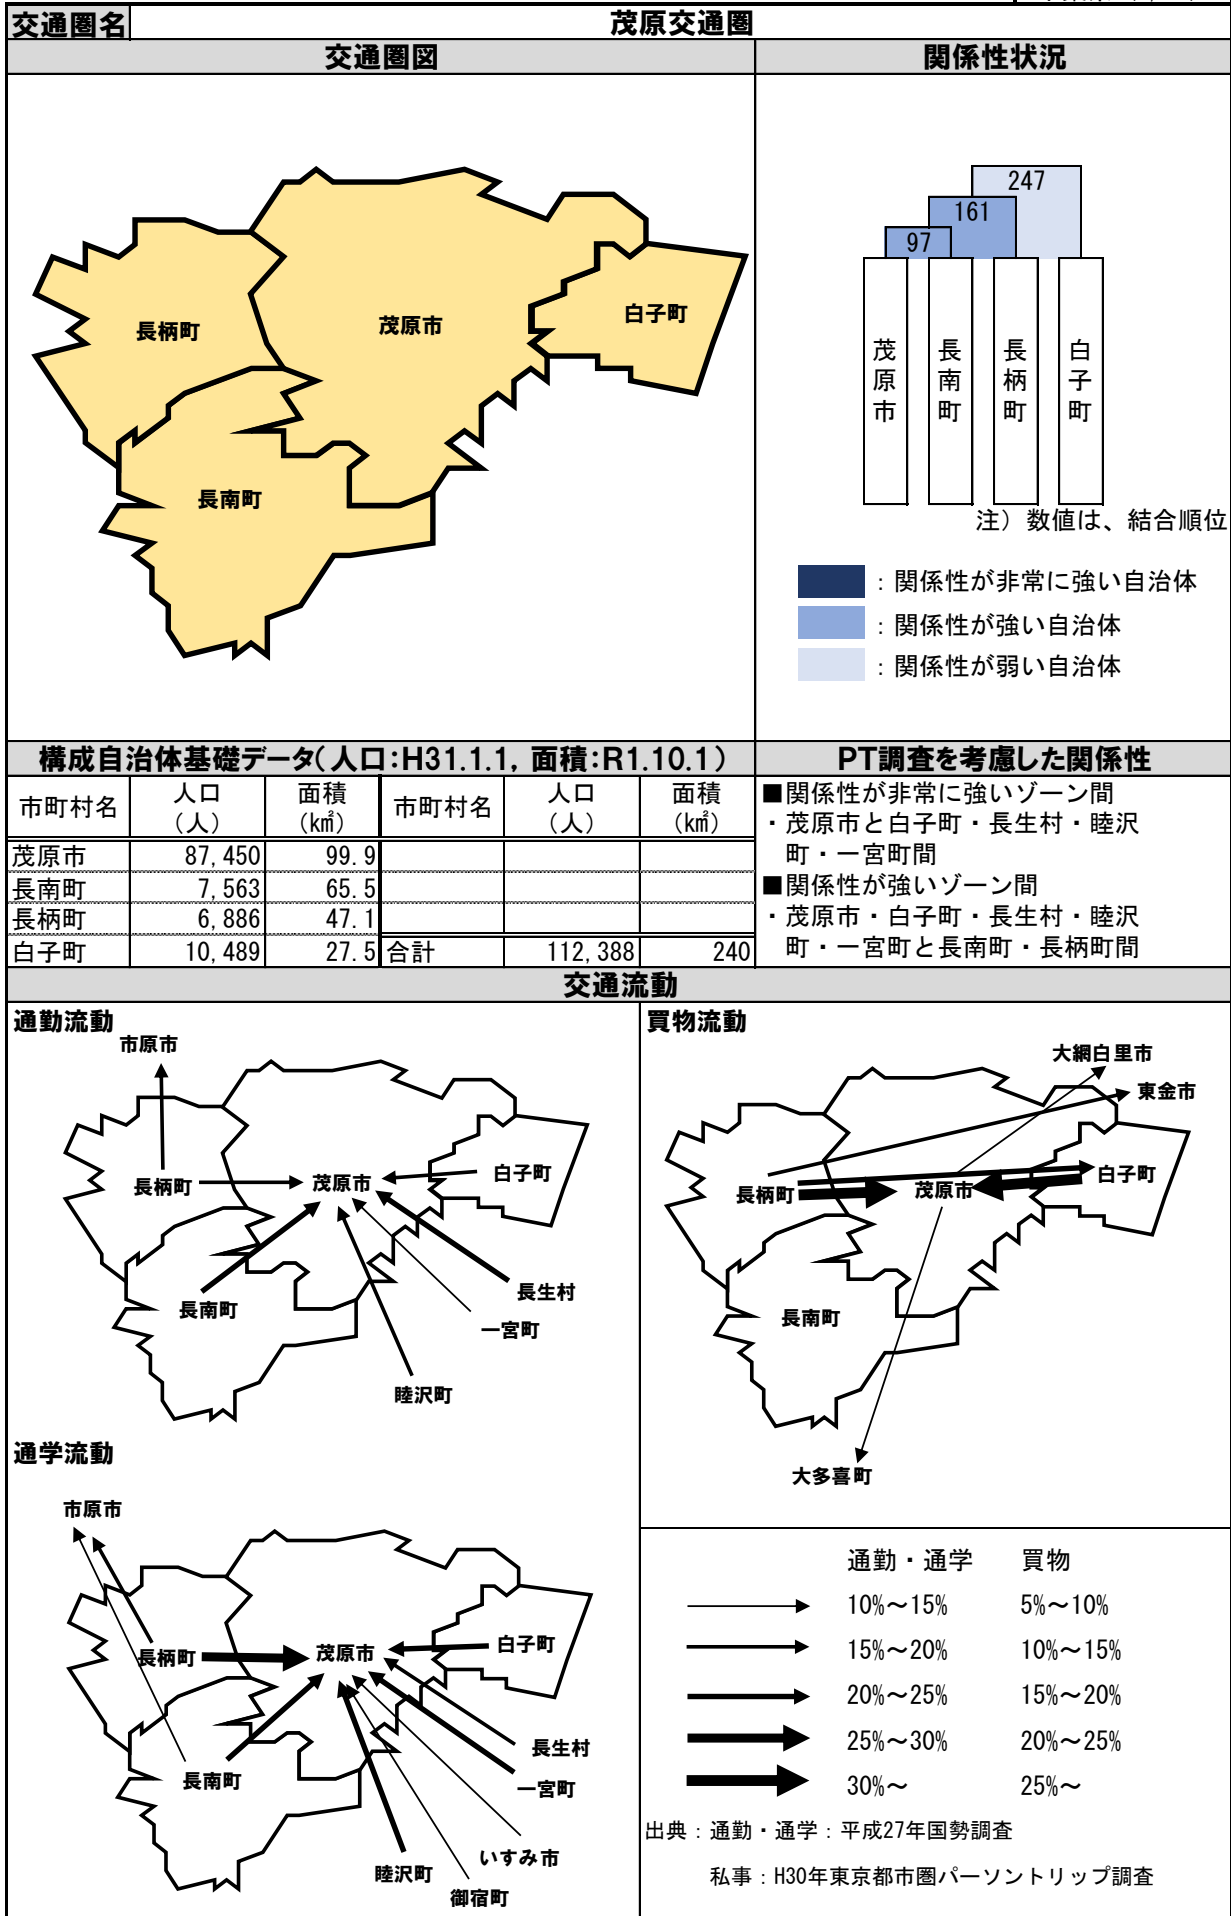 交通圏名
茂原交通圏
交通圏図
関係性状況
長柄町
茂原市
白子町
長南町
247
161
97
茂原市
長南町
長柄町
白子町
注）数値は、結合順位
：関係性が非常に強い自治体
：関係性が強い自治体
：関係性が弱い自治体
構成自治体基礎データ（人口：H31.1.1，面積：R1.10.1）
市町村名 人口（人） 面積（㎢） 市町村名 人口（人） 面積（㎢）
茂原市 87,450 99.9
長南町 7,563 65.5
長柄町 6,886 47.1
白子町 10,489 27.5 合計 112,388 240
PT調査を考慮した関係性
■関係性が非常に強いゾーン間
・茂原市と白子町・長生村・睦沢
町・一宮町間
■関係性が強いゾーン間
・茂原市・白子町・長生村・睦沢
町・一宮町と長南町・長柄町間
交通流動
通勤流動
市原市
長柄町
茂原市
白子町
長南町
長生村
一宮町
睦沢町
買物流動
大網白里市
東金市
長柄町
茂原市
白子町
長南町
大多喜町
通学流動
市原市
長柄町
茂原市
白子町
長南町
長生村
一宮町
いすみ市
睦沢町
御宿町
通勤・通学 買物
10%～15% 5%～10%
15%～20% 10%～15%
20%～25% 15%～20%
25%～30% 20%～25%
30%～ 25%～
出典：通勤・通学：平成27年国勢調査
私事：H30年東京都市圏パーソントリップ調査